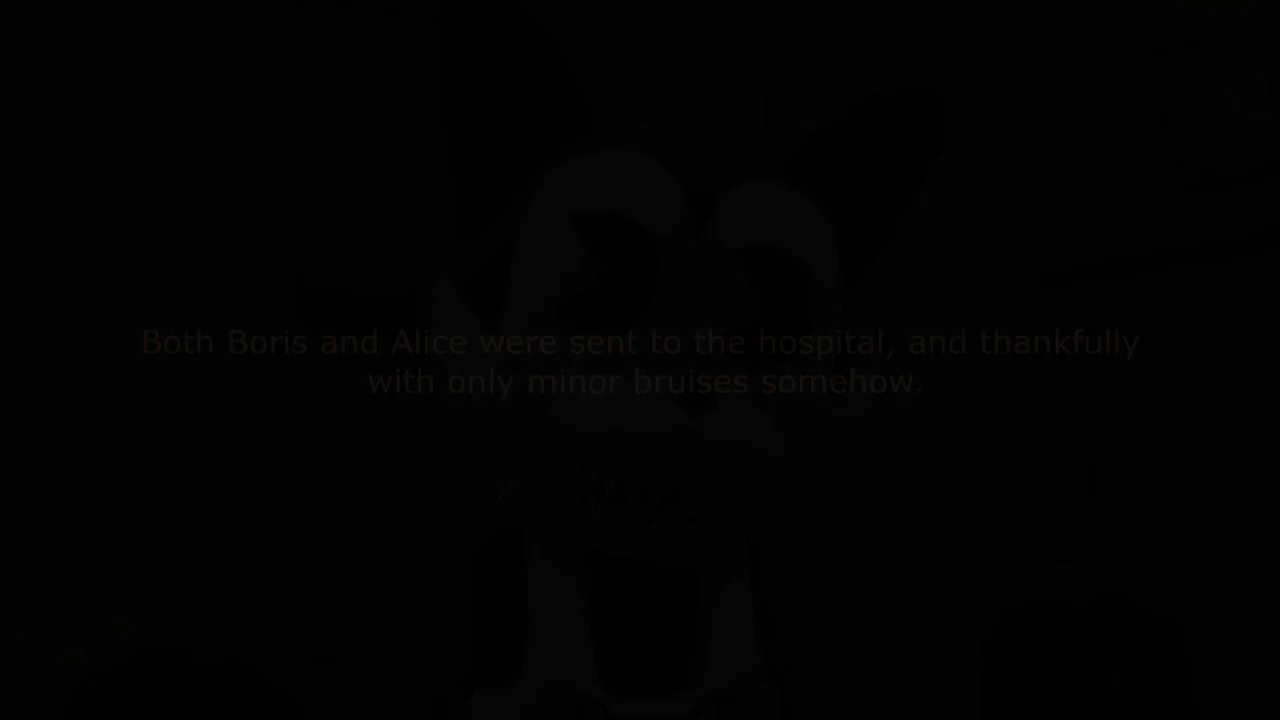 Both Boris and Alice were sent to the hospital, and thankfully
with only minor bruises somehow.